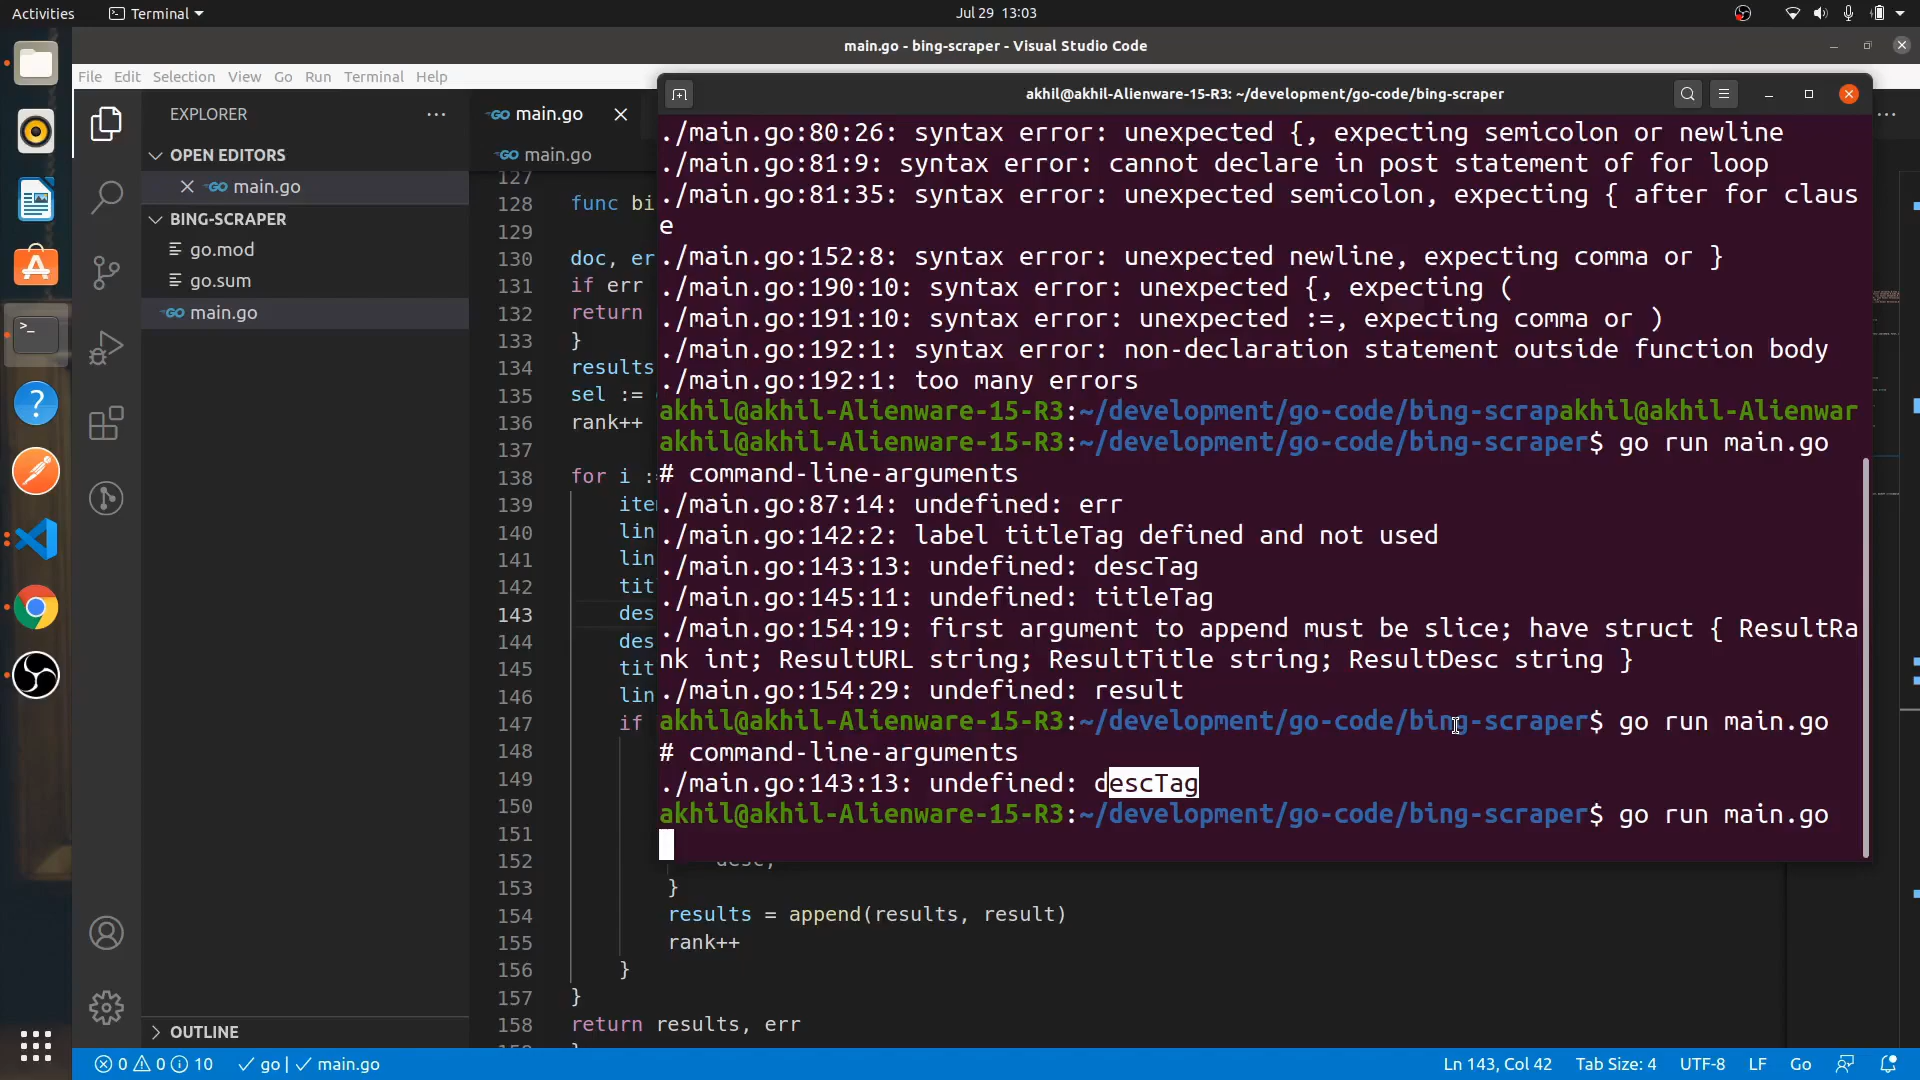 Activities
Terminal
Jul 29 13:03
main.go - bing-scraper - Visual Studio Code
File Edit Selection View Go Run Terminal Help
EXPLORER
OPEN EDITORS
main.go
BING-SCRAPER
go.mod
go.sum
main.go
OUTLINE
main.go
main.go
127
128 func bi
129
130 doc, er
131 if err
132 return
133 }
134 results
135 sel :=
136 rank++
137
138 for i :
139 ite
140 lin
141 lin
142 tit
143 des
144 des
145 tit
146 lin
147 if
148
149
150
151
152 desc,
153 }
154 results = append(results, result)
155 rank++
156 }
157 }
158 return results, err
akhil@akhil-Alienware-15-R3: ~/development/go-code/bing-scraper
./main.go:80:26: syntax error: unexpected {, expecting semicolon or newline
./main.go:81:9: syntax error: cannot declare in post statement of for loop
./main.go:81:35: syntax error: unexpected semicolon, expecting { after for claus
e
./main.go:152:8: syntax error: unexpected newline, expecting comma or }
./main.go:190:10: syntax error: unexpected {, expecting (
./main.go:191:10: syntax error: unexpected :=, expecting comma or )
./main.go:192:1: syntax error: non-declaration statement outside function body
./main.go:192:1: too many errors
akhil@akhil-Alienware-15-R3:~/development/go-code/bing-scrapakhil@akhil-Alienwar
akhil@akhil-Alienware-15-R3:~/development/go-code/bing-scraper$ go run main.go
# command-line-arguments
./main.go:87:14: undefined: err
./main.go:142:2: label titleTag defined and not used
./main.go:143:13: undefined: descTag
./main.go:145:11: undefined: titleTag
./main.go:154:19: first argument to append must be slice; have struct { ResultRa
nk int; ResultURL string; ResultTitle string; ResultDesc string }
./main.go:154:29: undefined: result
akhil@akhil-Alienware-15-R3:~/development/go-code/bing-scraper$ go run main.go
# command-line-arguments
./main.go:143:13: undefined: descTag
akhil@akhil-Alienware-15-R3:~/development/go-code/bing-scraper$ go run main.go
0 0 10 go | main.go
Ln 143, Col 42 Tab Size: 4 UTF-8 LF Go